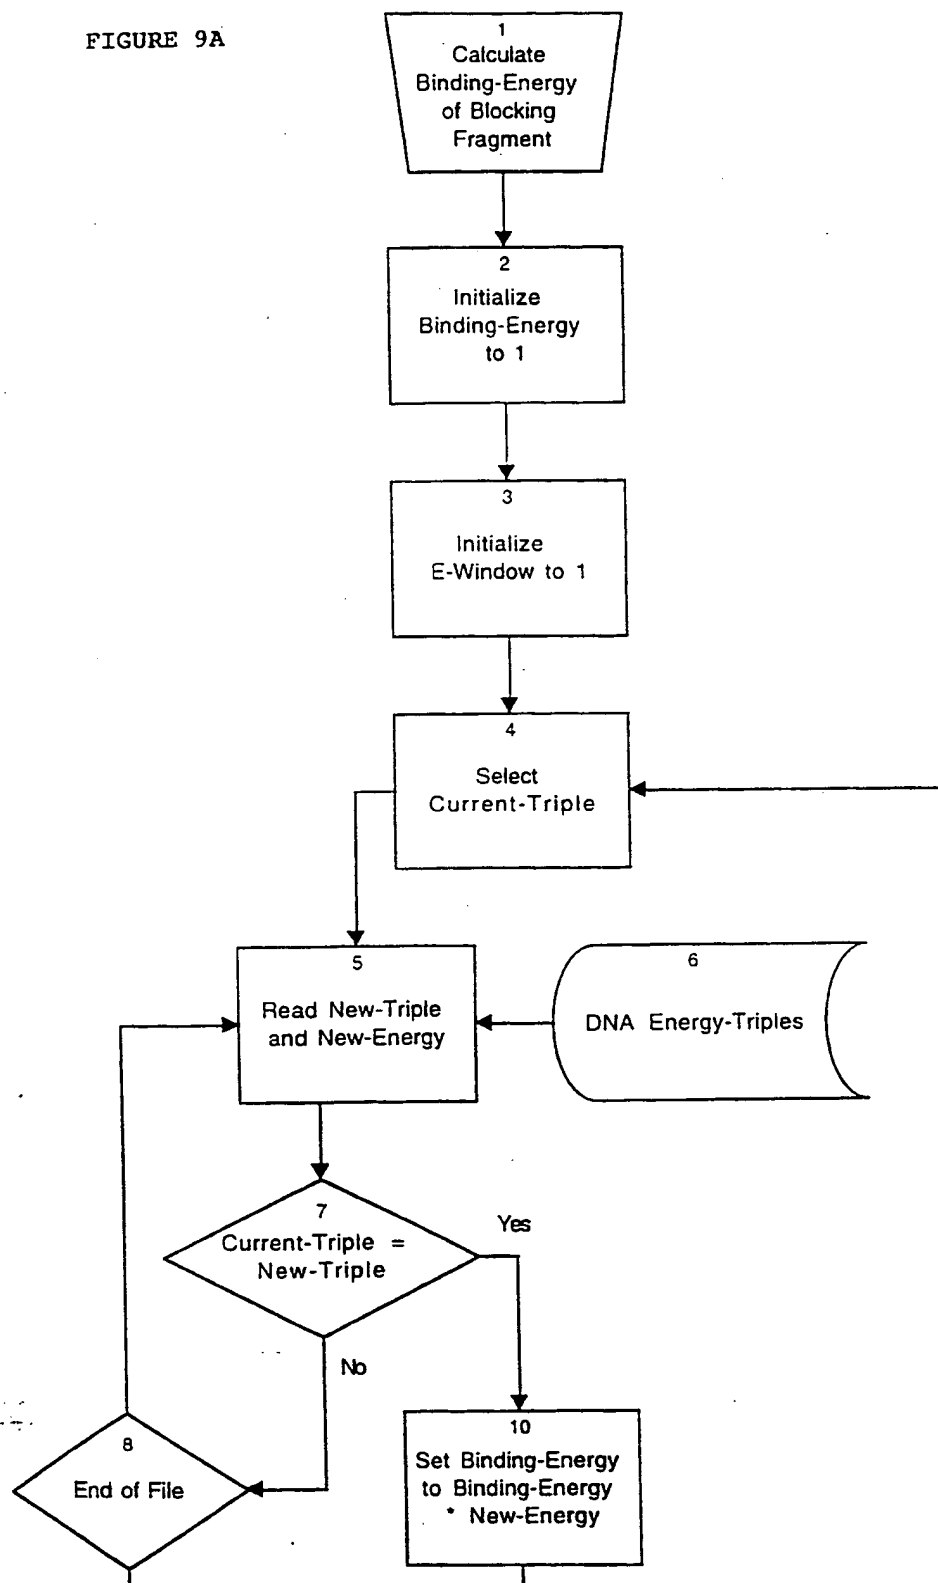 FIGURE 9A
1
Calculate
Binding-Energy
of Blocking
Fragment
2
Initialize
Binding-Energy
to 1
3
Initialize
E-Window to 1
4
Select
Current-Triple
5
Read New-Triple
and New-Energy
6
DNA Energy-Triples
7
Current-Triple =
New-Triple
Yes
No
8
End of File
10
Set Binding-Energy
to Binding-Energy
* New-Energy